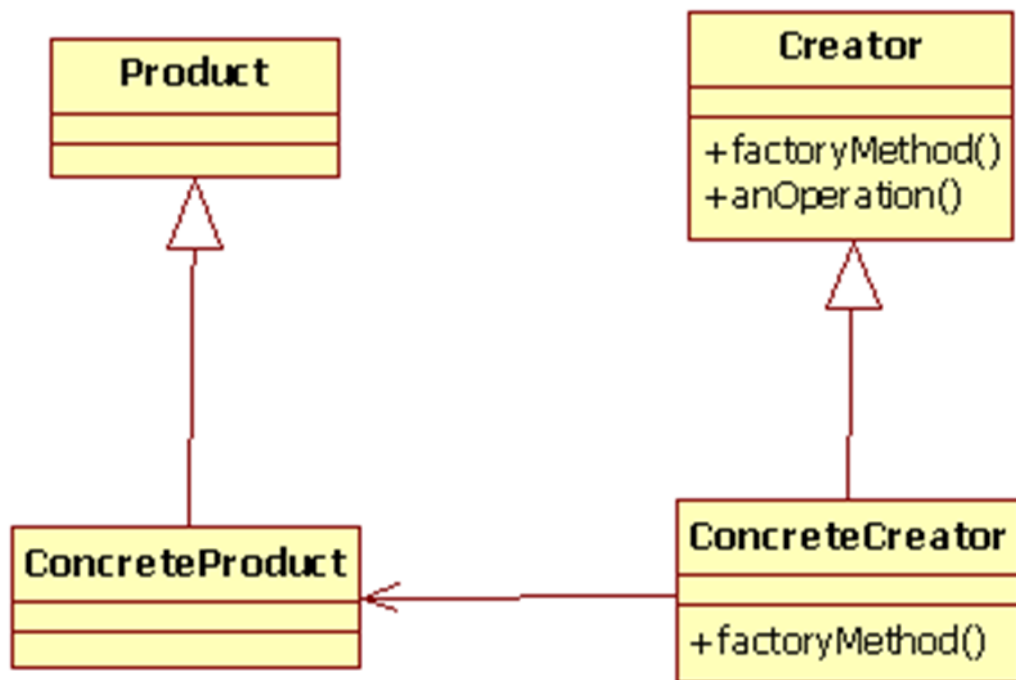 Product
Creator
+factoryMethod()
+anOperation()
ConcreteProduct
ConcreteCreator
+factoryMethod()